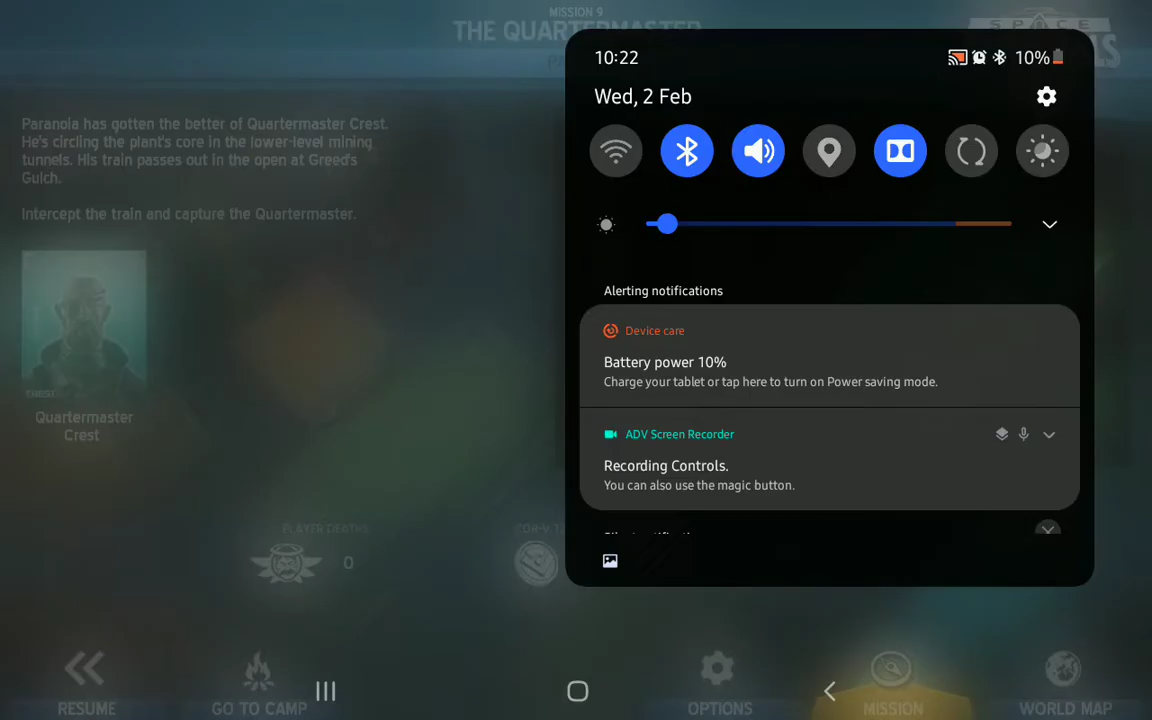 MISSION 9
THE QUARTERMASTER
SPACE
Paranoia has gotten the better of Quartermaster Crest.
He's circling the plant's core in the lower-level mining
tunnels. His train passes out in the open at Greed's
Gulch.
Intercept the train and capture the Quartermaster.
CREST
Quartermaster
Crest
PLAYER DEATHS
0
RESUME
GO TO CAMP
OPTIONS
MISSION
WORLD MAP
10:22
10%
Wed, 2 Feb
Alerting notifications
Device care
Battery power 10%
Charge your tablet or tap here to turn on Power saving mode.
ADV Screen Recorder
Recording Controls.
You can also use the magic button.